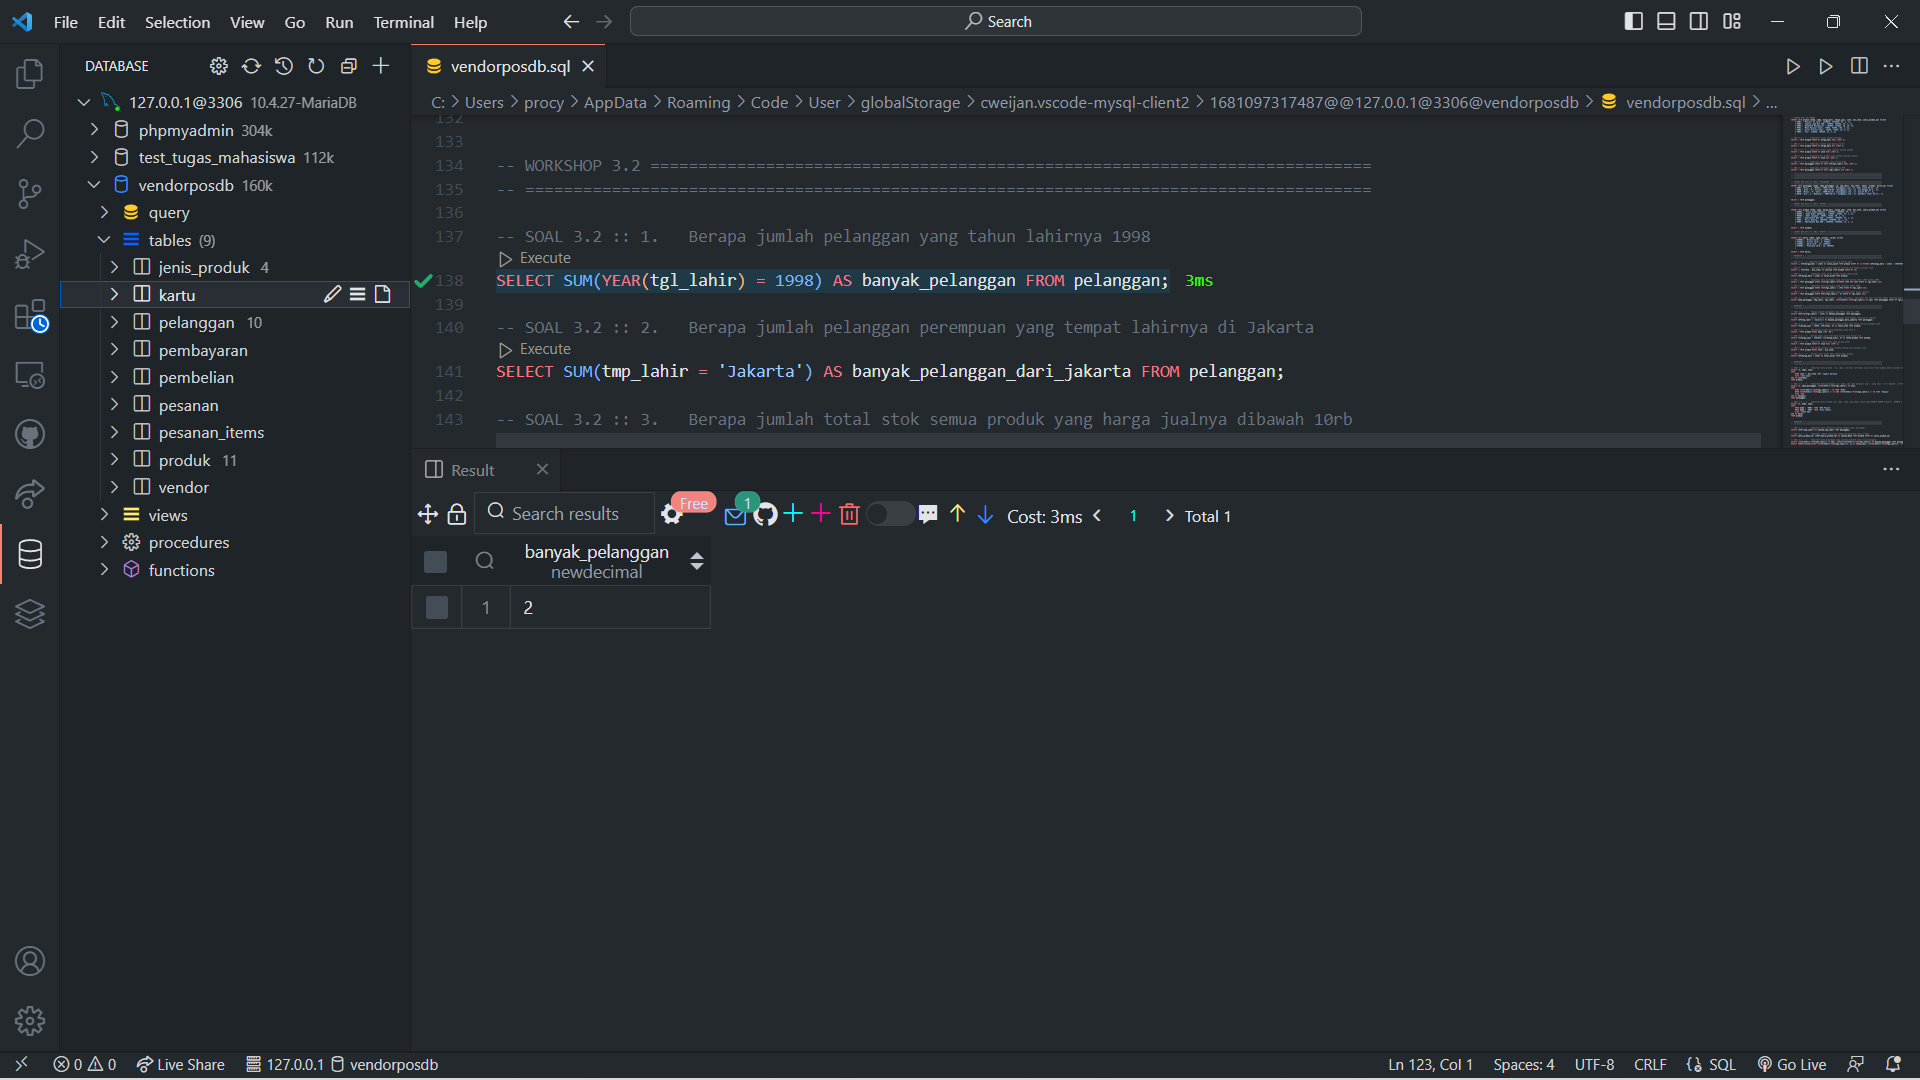 File Edit Selection View Go Run Terminal Help
Search
DATABASE
vendorposdb.sql
127.0.0.1@3306 10.4.27-MariaDB
phpmyadmin 304k
test_tugas_mahasiswa 112k
vendorposdb 160k
query
tables (9)
jenis_produk 4
kartu
pelanggan 10
pembayaran
pembelian
pesanan
pesanan_items
produk 11
vendor
views
procedures
functions
C: > Users > procy > AppData > Roaming > Code > User > globalStorage > cweijan.vscode-mysql-client2 > 1681097317487@@127.0.0.1@3306@vendorposdb > vendorposdb.sql > ...
132
133
134 -- WORKSHOP 3.2 ===========================================================================
135 -- ========================================================================================
136
137 -- SOAL 3.2 :: 1.   Berapa jumlah pelanggan yang tahun lahirnya 1998
Execute
138 SELECT SUM(YEAR(tgl_lahir) = 1998) AS banyak_pelanggan FROM pelanggan; 3ms
139
140 -- SOAL 3.2 :: 2.   Berapa jumlah pelanggan perempuan yang tempat lahirnya di Jakarta
Execute
141 SELECT SUM(tmp_lahir = 'Jakarta') AS banyak_pelanggan_dari_jakarta FROM pelanggan;
142
143 -- SOAL 3.2 :: 3.   Berapa jumlah total stok semua produk yang harga jualnya dibawah 10rb
Result
Search results Free 1 Cost: 3ms 1 Total 1
banyak_pelanggan
newdecimal
1 2
0 0 Live Share 127.0.0.1 vendorposdb Ln 123, Col 1 Spaces: 4 UTF-8 CRLF SQL Go Live